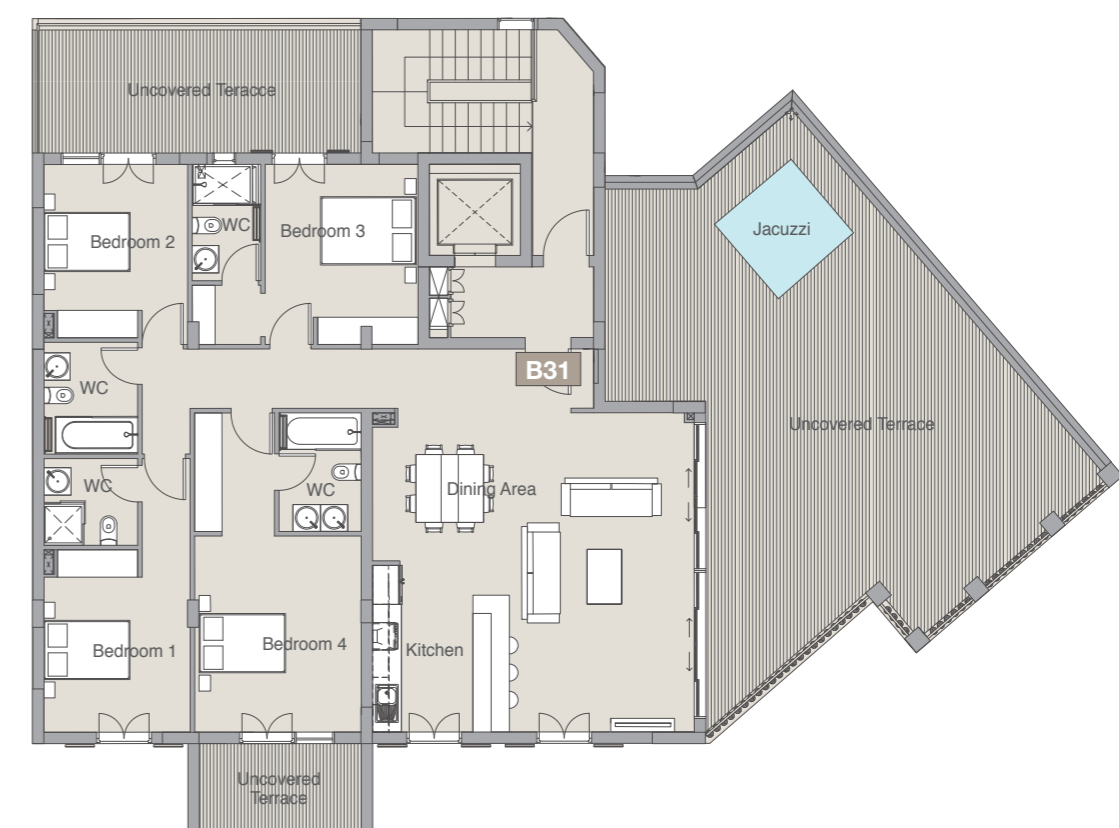 Uncovered Teracce
Bedroom 2
WC
Bedroom 3
Jacuzzi
B31
WC
Uncovered Terrace
WC
WC
Dining Area
Bedroom 1
Bedroom 4
Kitchen
Uncovered
Terrace